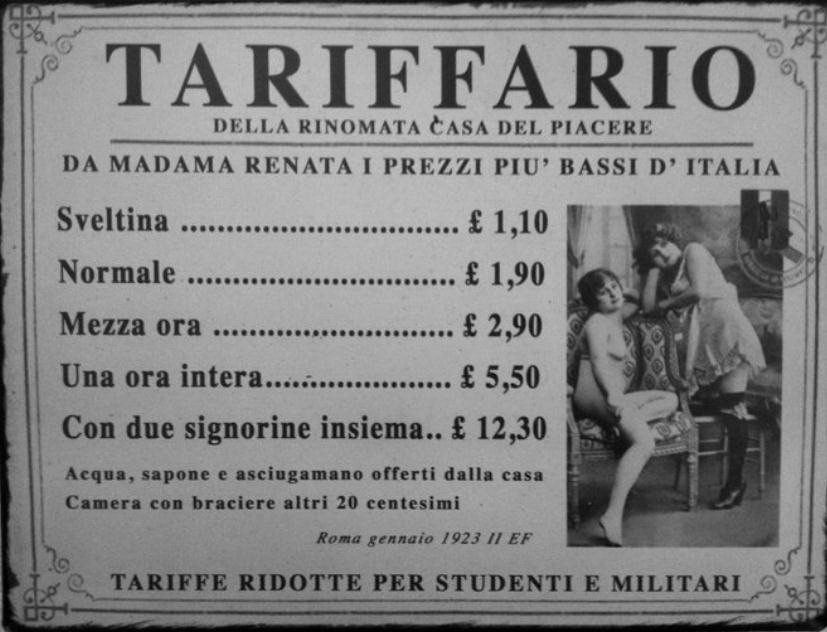 TARIFFARIO
DELLA RINOMATA CASA DEL PIACERE
DA MADAMA RENATA I PREZZI PIU' BASSI D' ITALIA
Sveltina ............................... £ 1,10
Normale .............................. £ 1,90
Mezza ora ........................... £ 2,90
Una ora intera..................... £ 5,50
Con due signorine insiema.. £ 12,30
Acqua, sapone e asciugamano offerti dalla casa
Camera con braciere altri 20 centesimi
Roma gennaio 1923 II EF
TARIFFE RIDOTTE PER STUDENTI E MILITARI